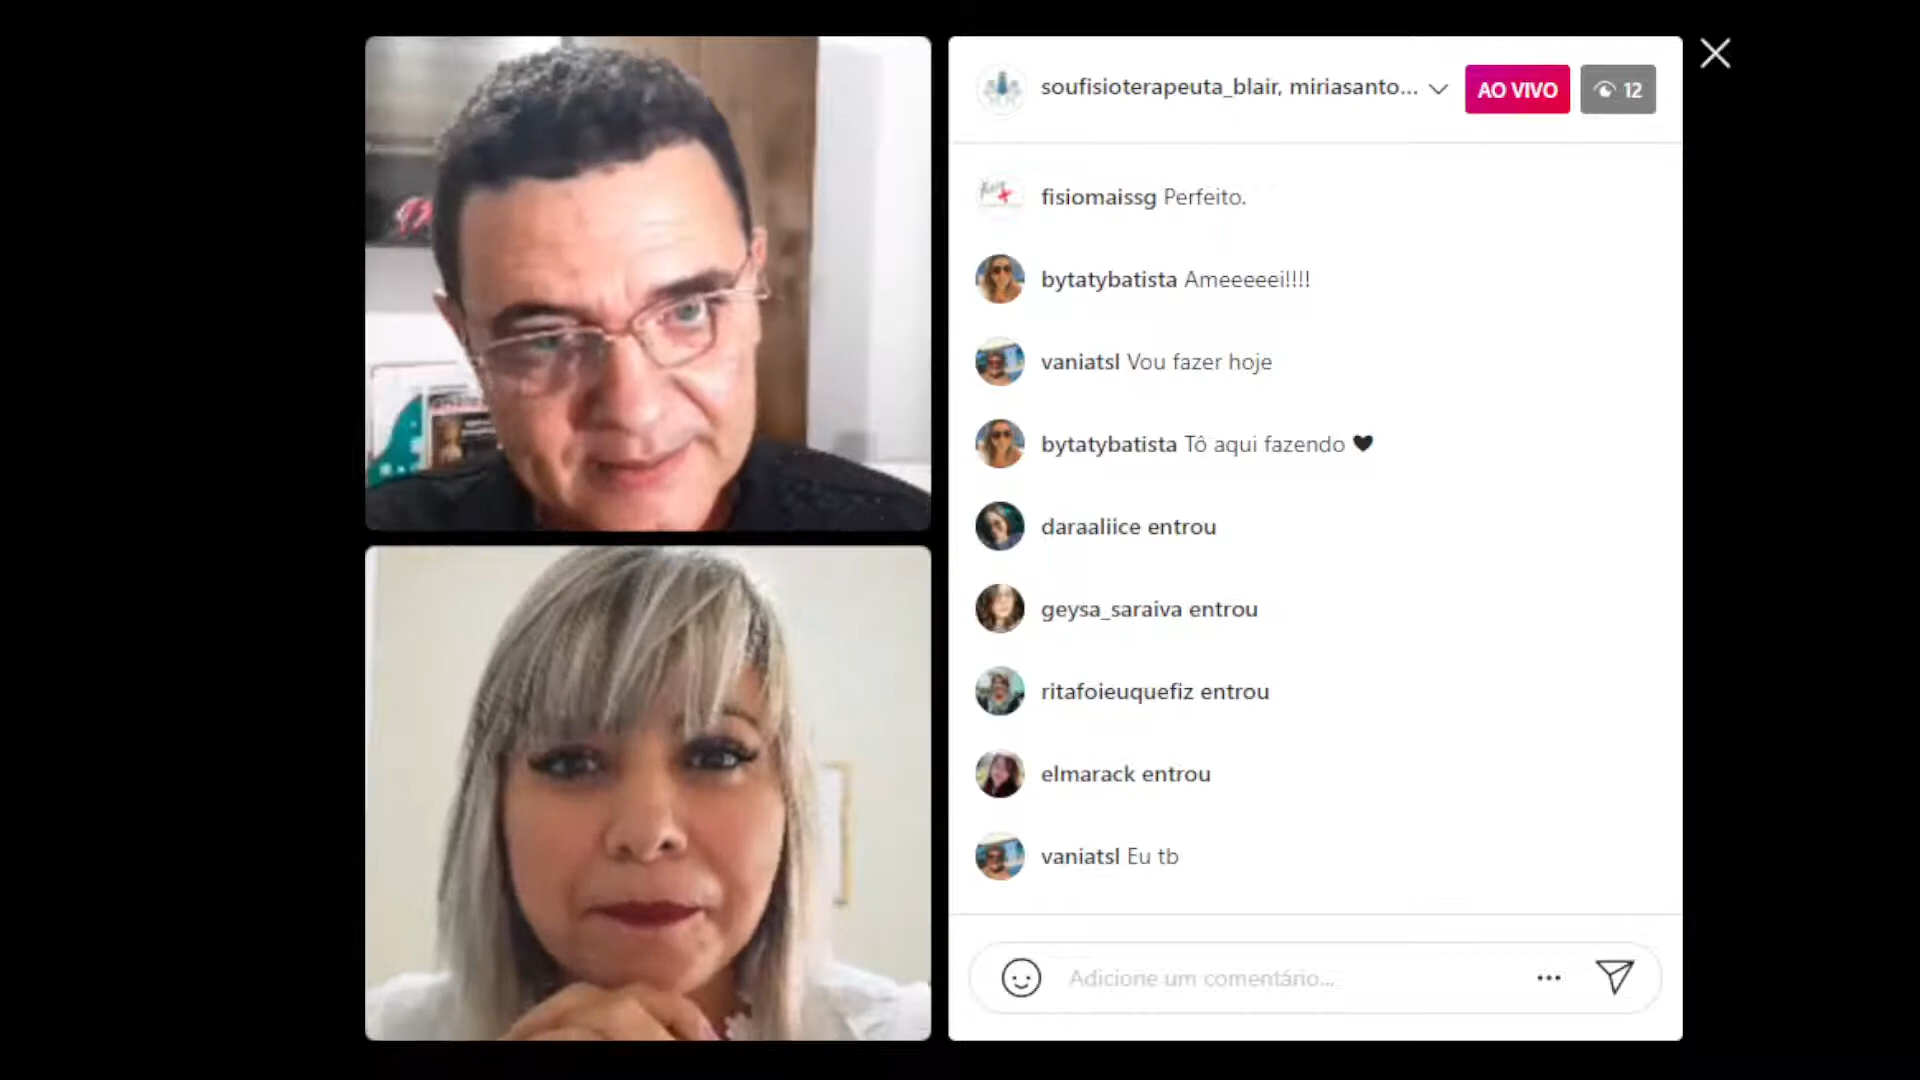 soufisioterapeuta_blair, miriasanto...
AO VIVO
12
fisiomaissg Perfeito.
bytatybatista Ameeeeei!!!!
vaniatsl Vou fazer hoje
bytatybatista Tô aqui fazendo 🖤
daraaliice entrou
geysa_saraiva entrou
ritafoieuquefiz entrou
elmarack entrou
vaniatsl Eu tb
Adicione um comentário...